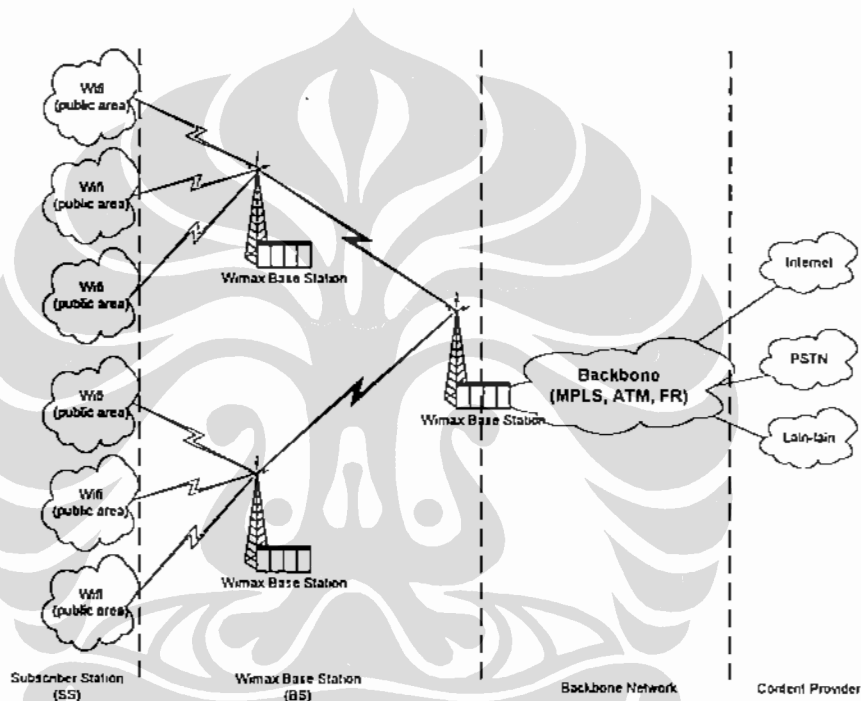 Wifi
(public area)
Wifi
(public area)
Wifi
(public area)
Wimax Base Station
Internet
PSTN
Lain-lain
Backbone
(MPLS, ATM, FR)
Wimax Base Station
Wifi
(public area)
Wifi
(public area)
Wifi
(public area)
Wimax Base Station
Subscriber Station
(SS)
Wimax Base Station
(BS)
Backbone Network
Content Provider